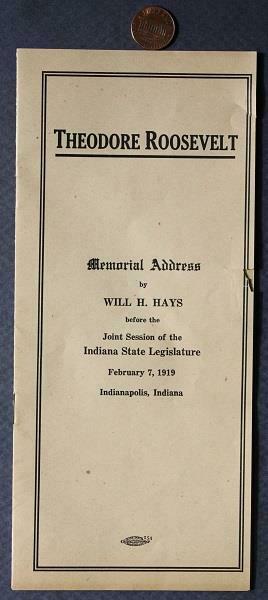 THEODORE ROOSEVELT
Memorial Address
by
WILL H. HAYS
before the
Joint Session of the
Indiana State Legislature
February 7, 1919
Indianapolis, Indiana